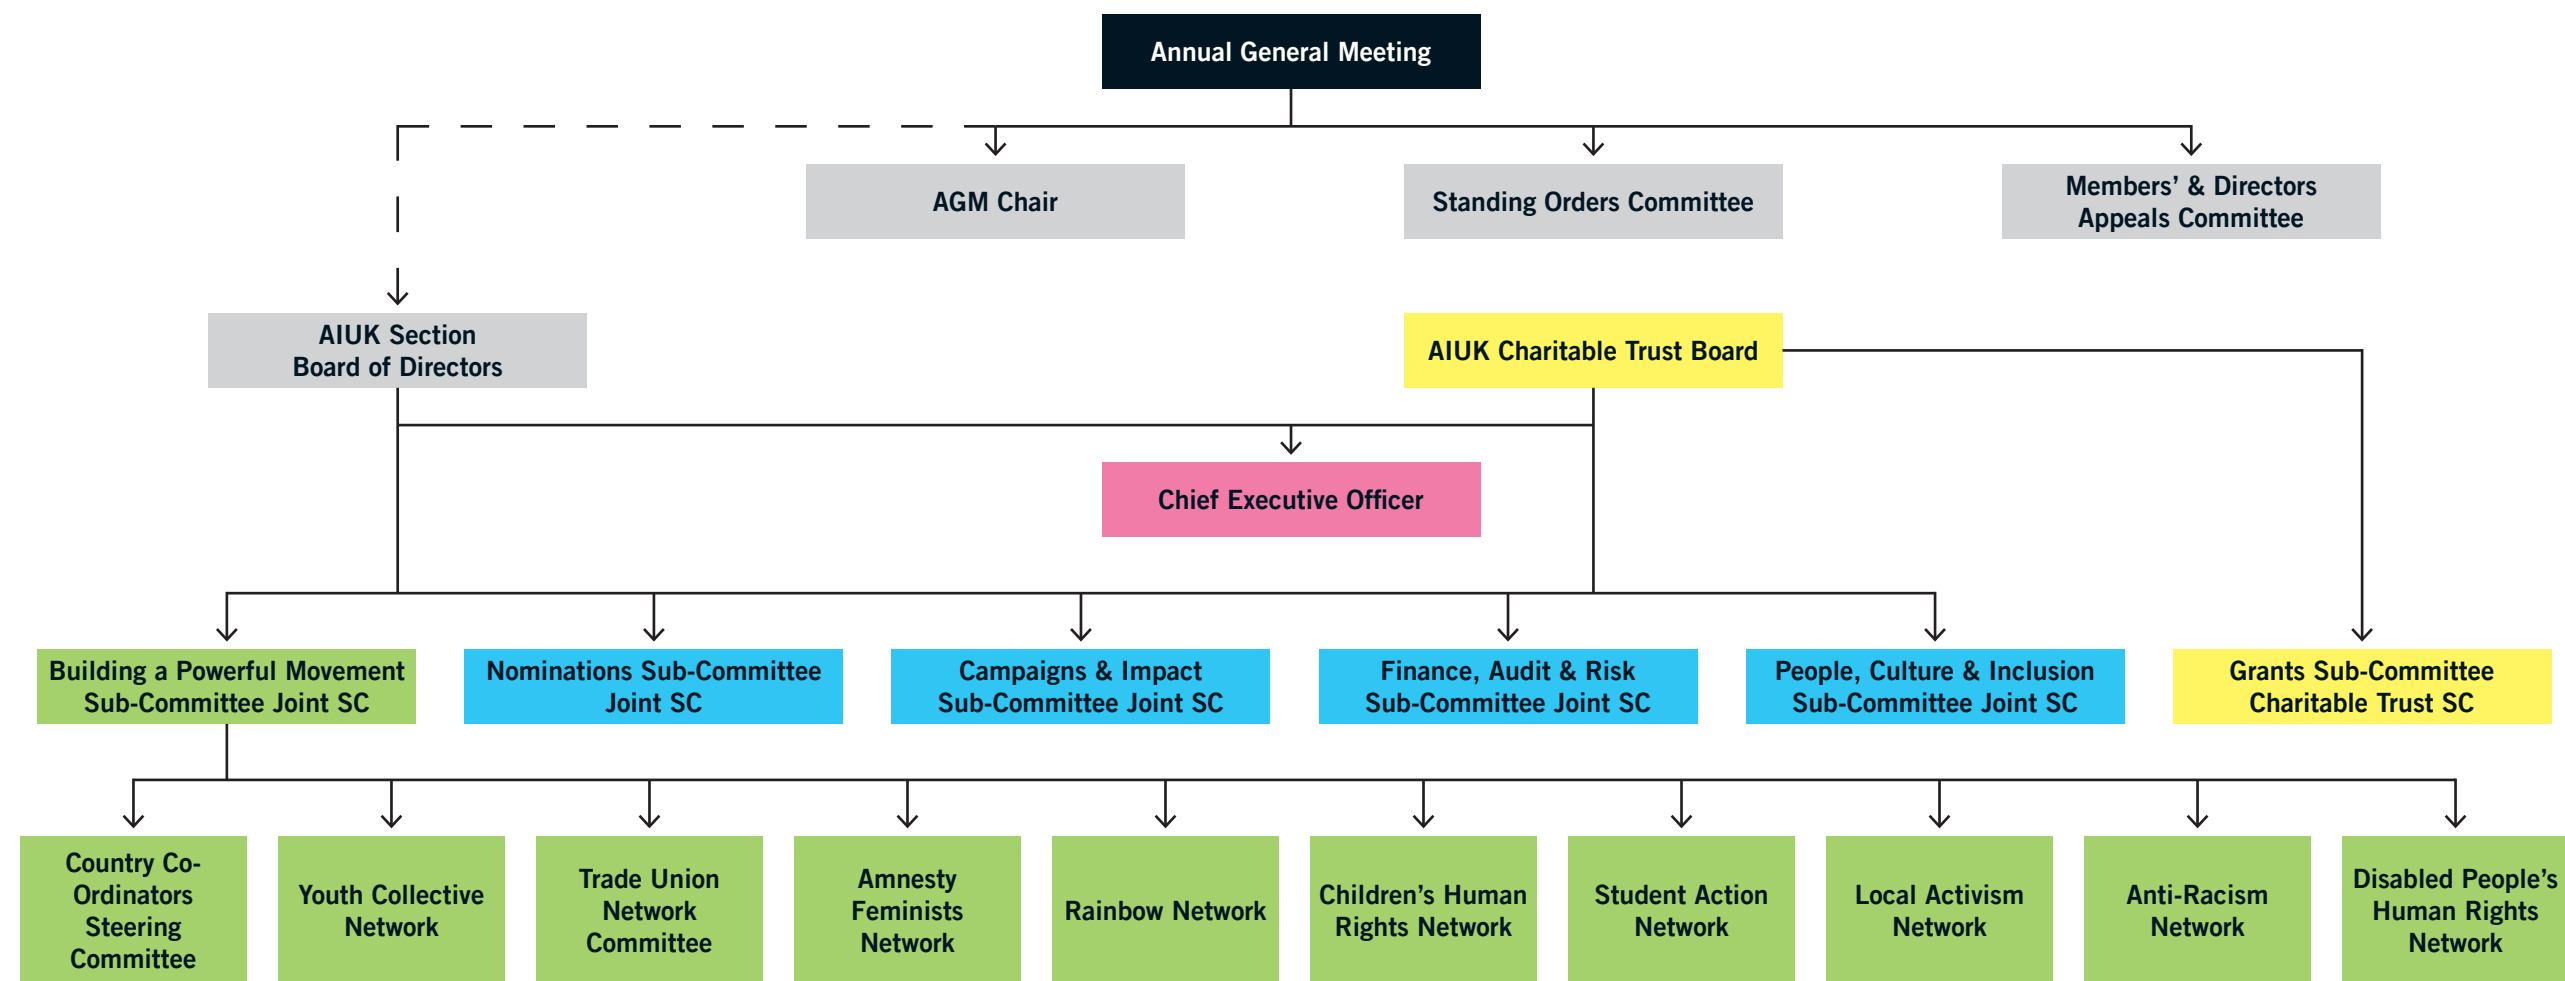 Annual General Meeting
AGM Chair
Standing Orders Committee
Members’ & Directors
Appeals Committee
AIUK Section
Board of Directors
AIUK Charitable Trust Board
Chief Executive Officer
Building a Powerful Movement
Sub-Committee Joint SC
Nominations Sub-Committee
Joint SC
Campaigns & Impact
Sub-Committee Joint SC
Finance, Audit & Risk
Sub-Committee Joint SC
People, Culture & Inclusion
Sub-Committee Joint SC
Grants Sub-Committee
Charitable Trust SC
Country Co-
Ordinators
Steering
Committee
Youth Collective
Network
Trade Union
Network
Committee
Amnesty
Feminists
Network
Rainbow Network
Children’s Human
Rights Network
Student Action
Network
Local Activism
Network
Anti-Racism
Network
Disabled People’s
Human Rights
Network